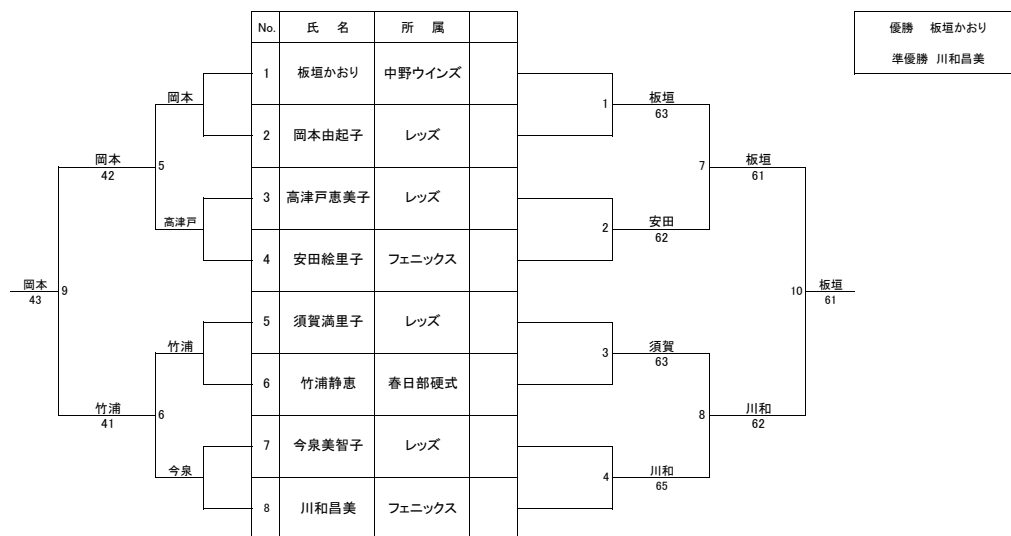 No. 氏 名 所 属
優勝 板垣かおり
準優勝 川和昌美
1 板垣かおり 中野ウインズ
岡本
1
板垣
63
2 岡本由起子 レッズ
岡本
42
5
7
板垣
61
3 高津戸恵美子 レッズ
高津戸
2
安田
62
4 安田絵里子 フェニックス
岡本
43
9
10
板垣
61
5 須賀満里子 レッズ
竹浦
3
須賀
63
6 竹浦静恵 春日部硬式
竹浦
41
6
8
川和
62
7 今泉美智子 レッズ
今泉
4
川和
65
8 川和昌美 フェニックス